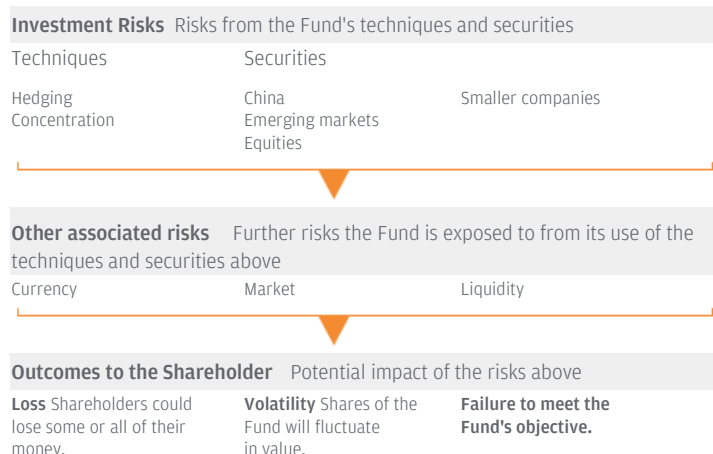 Investment Risks Risks from the Fund's techniques and securities
Techniques Securities
Hedging China Smaller companies
Concentration Emerging markets
Equities
Other associated risks Further risks the Fund is exposed to from its use of the
techniques and securities above
Currency Market Liquidity
Outcomes to the Shareholder Potential impact of the risks above
Loss Shareholders could Volatility Shares of the Failure to meet the
lose some or all of their Fund will fluctuate Fund's objective.
money. in value.